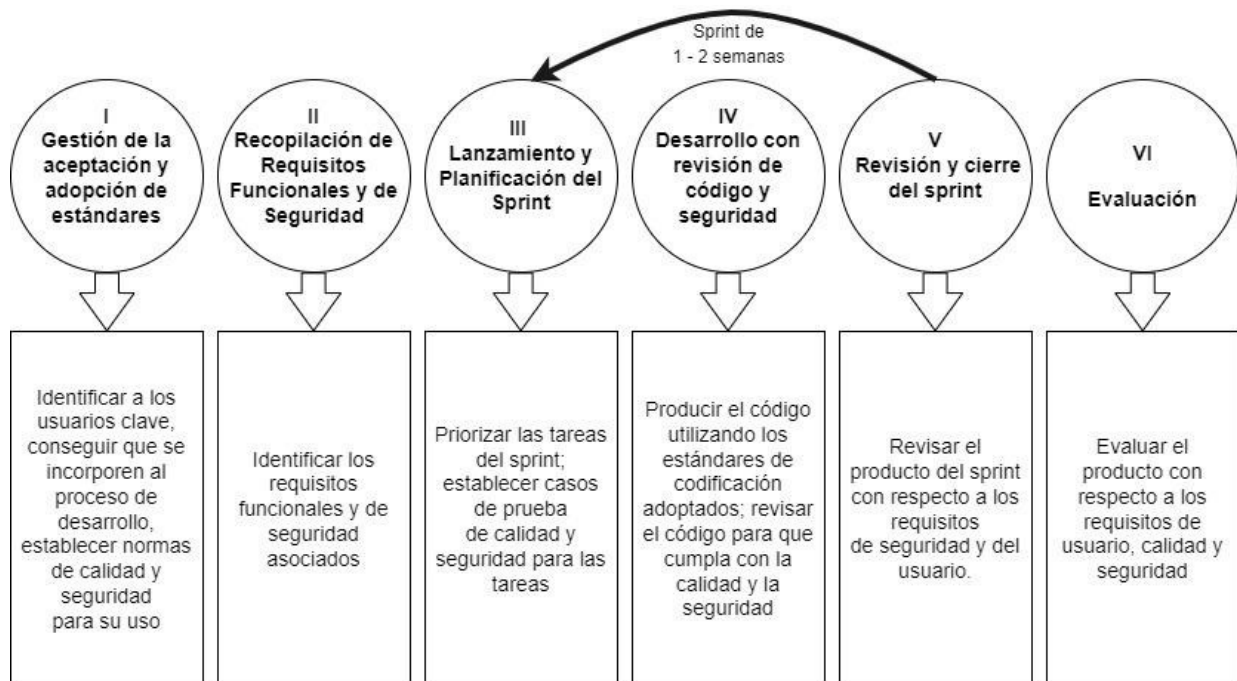 Sprint de
1 - 2 semanas
I
Gestión de la
aceptación y
adopción de
estándares
II
Recopilación de
Requisitos
Funcionales y de
Seguridad
III
Lanzamiento y
Planificación del
Sprint
IV
Desarrollo con
revisión de
código y
seguridad
V
Revisión y cierre
del sprint
VI
Evaluación
Identificar a los
usuarios clave,
conseguir que se
incorporen al
proceso de
desarrollo,
establecer normas
de calidad y
seguridad
para su uso
Identificar los
requisitos
funcionales y de
seguridad
asociados
Priorizar las tareas
del sprint;
establecer casos
de prueba
de calidad y
seguridad para las
tareas
Producir el código
utilizando los
estándares de
codificación
adoptados; revisar
el código para que
cumpla con la
calidad y la
seguridad
Revisar el
producto del sprint
con respecto a los
requisitos
de seguridad y del
usuario.
Evaluar el
producto con
respecto a los
requisitos de
usuario, calidad y
seguridad